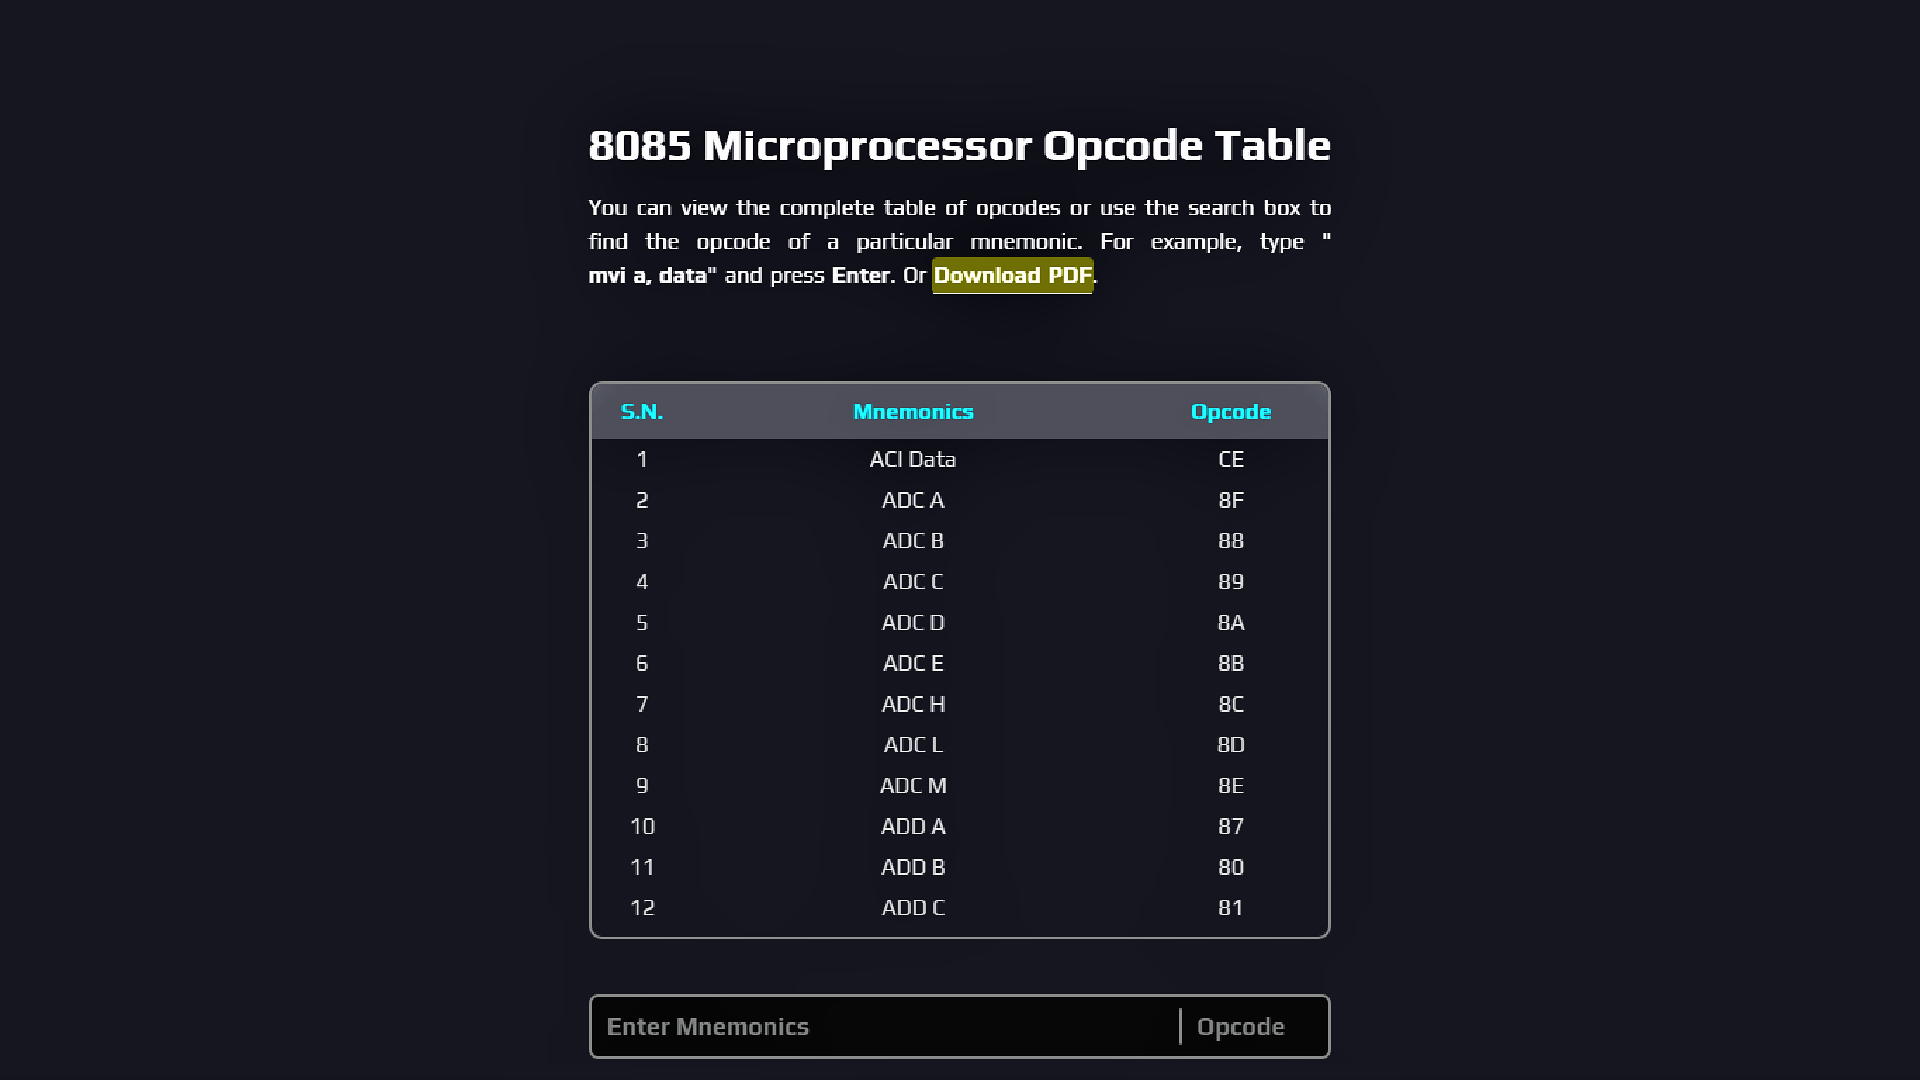 8085 Microprocessor Opcode Table
You can view the complete table of opcodes or use the search box to
find the opcode of a particular mnemonic. For example, type "
mvi a, data" and press Enter. Or Download PDF.
S.N. Mnemonics Opcode
1 ACI Data CE
2 ADC A 8F
3 ADC B 88
4 ADC C 89
5 ADC D 8A
6 ADC E 8B
7 ADC H 8C
8 ADC L 8D
9 ADC M 8E
10 ADD A 87
11 ADD B 80
12 ADD C 81
Enter Mnemonics Opcode